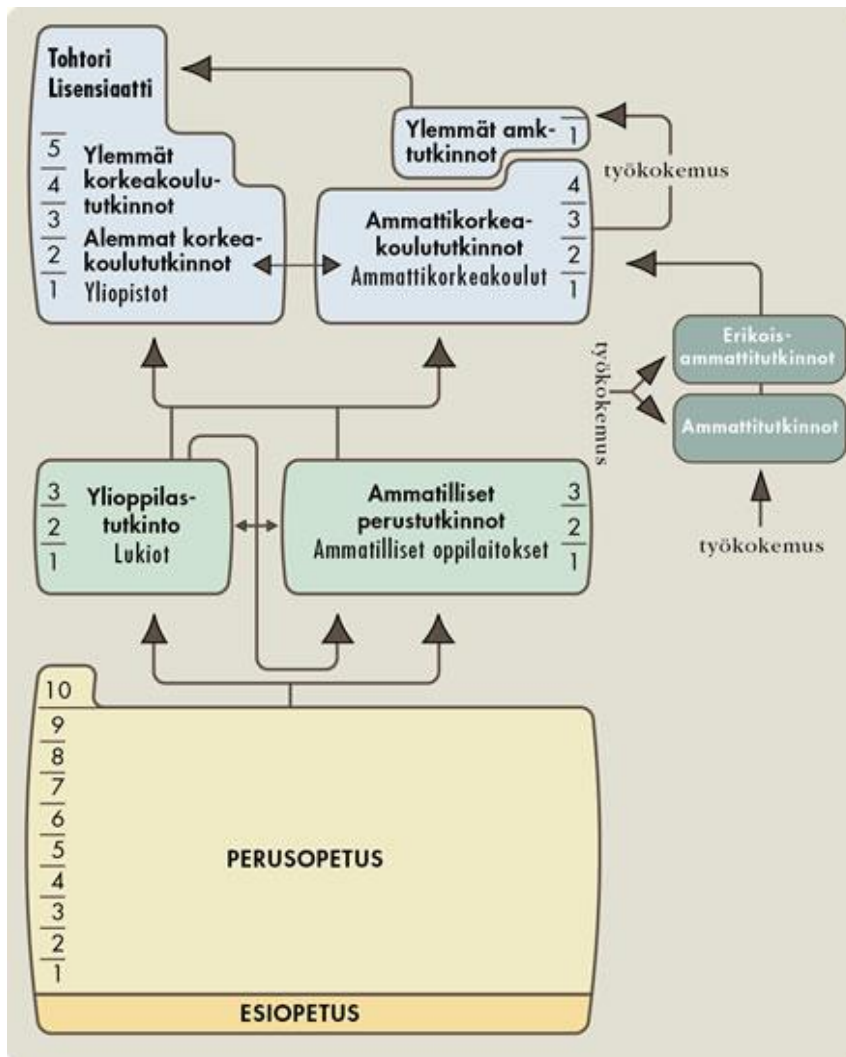 Tohtori
Lisensiaatti
5
4
3
2
1
Ylemmät
korkeakoulu-
tutkinnot
Alemmat korkea-
koulututkinnot
Yliopistot
Ylemmät amk-
tutkinnot
1
työkokemus
Ammattikorkea-
koulututkinnot
Ammattikorkeakoulut
4
3
2
1
Erikois-
ammattitutkinnot
Ammattitutkinnot
työkokemus
työkokemus
3
2
1
Ylioppilas-
tutkinto
Lukiot
Ammatilliset
perustutkinnot
Ammatilliset oppilaitokset
3
2
1
10
9
8
7
6
5
4
3
2
1
PERUSOPETUS
ESIOPETUS